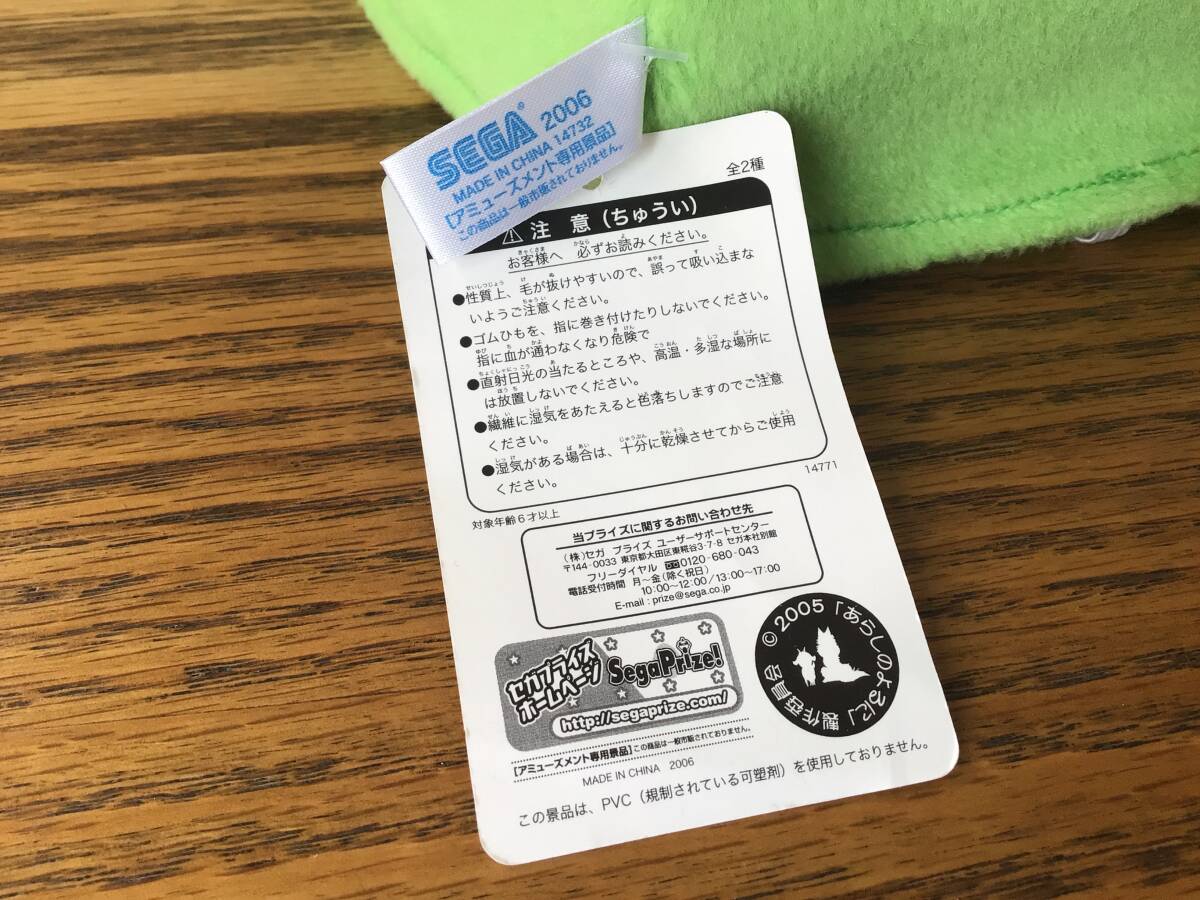 SEGA® 2006
MADE IN CHINA 14732
[アミューズメント専用景品]
この商品は一般市販されておりません。
全2種
⚠ 注意(ちゅうい)
お客様へ 必ずお読みください。
●性質上、毛が抜けやすいので、誤って吸い込まな
いようご注意ください。
●ゴムひもを、指に巻き付けたりしないでください。
指に血が通わなくなり危険で
●直射日光の当たるところや、高温・多湿な場所に
は放置しないでください。
●繊維に湿気をあたえると色落ちしますのでご注意
ください。
●湿気がある場合は、十分に乾燥させてからご使用
ください。
14771
対象年齢6才以上
当プライズに関するお問い合わせ先
(株)セガ プライズ ユーザーサポートセンター
〒144-0033 東京都大田区東糀谷3-7-8 セガ本社別館
フリーダイヤル 0120-680-043
電話受付時間 月~金(除く祝日)
10:00~12:00/13:00~17:00
E-mail : prize@sega.co.jp
セガプライズ
ホームページ
SegaPrize!
http://segaprize.com/
[アミューズメント専用景品]この商品は一般市販されておりません。
MADE IN CHINA 2006
© 2005「あらしのよるに」製作委員会
この景品は、PVC(規制されている可塑剤)を使用しておりません。